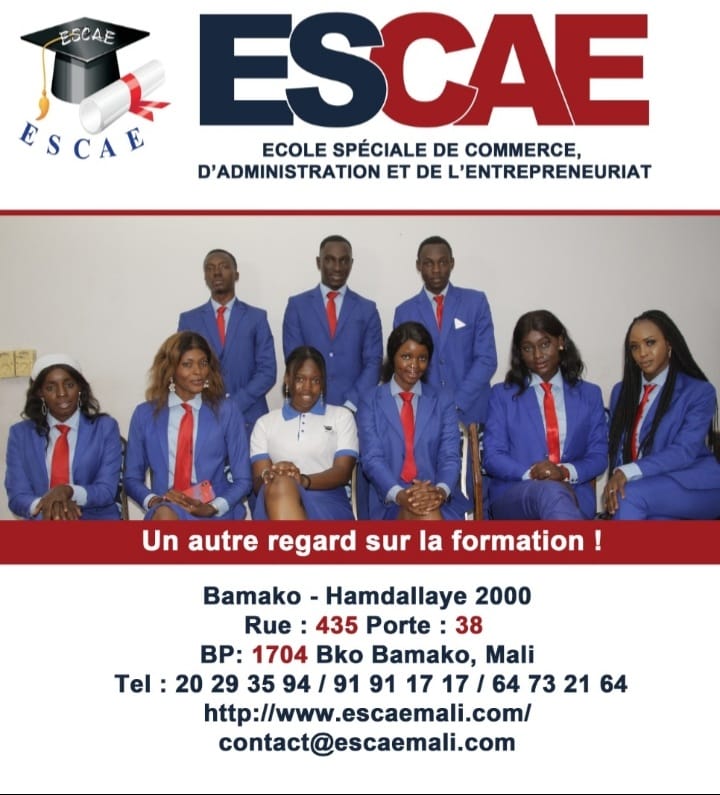 ESCAE
ESCAE
ESCAE
ECOLE SPÉCIALE DE COMMERCE,
D'ADMINISTRATION ET DE L'ENTREPRENEURIAT
Un autre regard sur la formation !
Bamako - Hamdallaye 2000
Rue : 435 Porte : 38
BP: 1704 Bko Bamako, Mali
Tel : 20 29 35 94 / 91 91 17 17 / 64 73 21 64
http://www.escaemali.com/
contact@escaemali.com